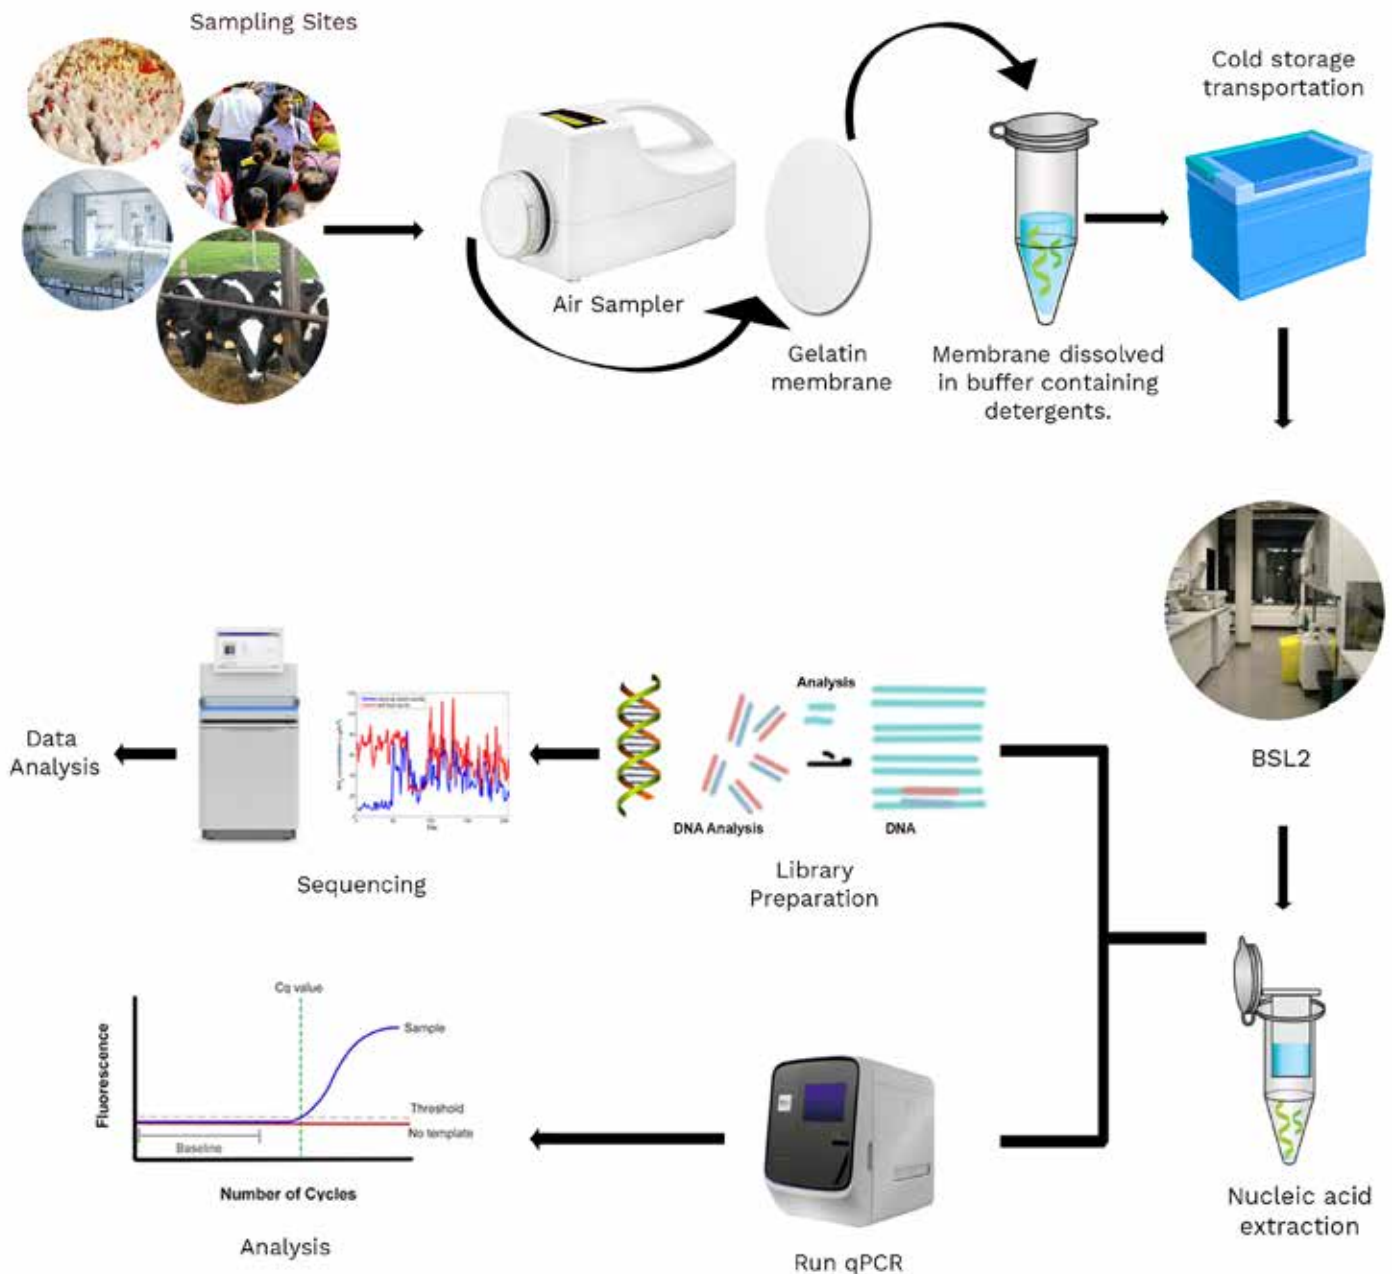 Sampling Sites
Cold storage
transportation
Air Sampler
Gelatin
membrane
Membrane dissolved
in buffer containing
detergents.
BSL2
Nucleic acid
extraction
Analysis
DNA Analysis
DNA
Library
Preparation
Sequencing
Data
Analysis
Run qPCR
Cq value
Sample
Threshold
No template
Baseline
Fluorescence
Number of Cycles
Analysis